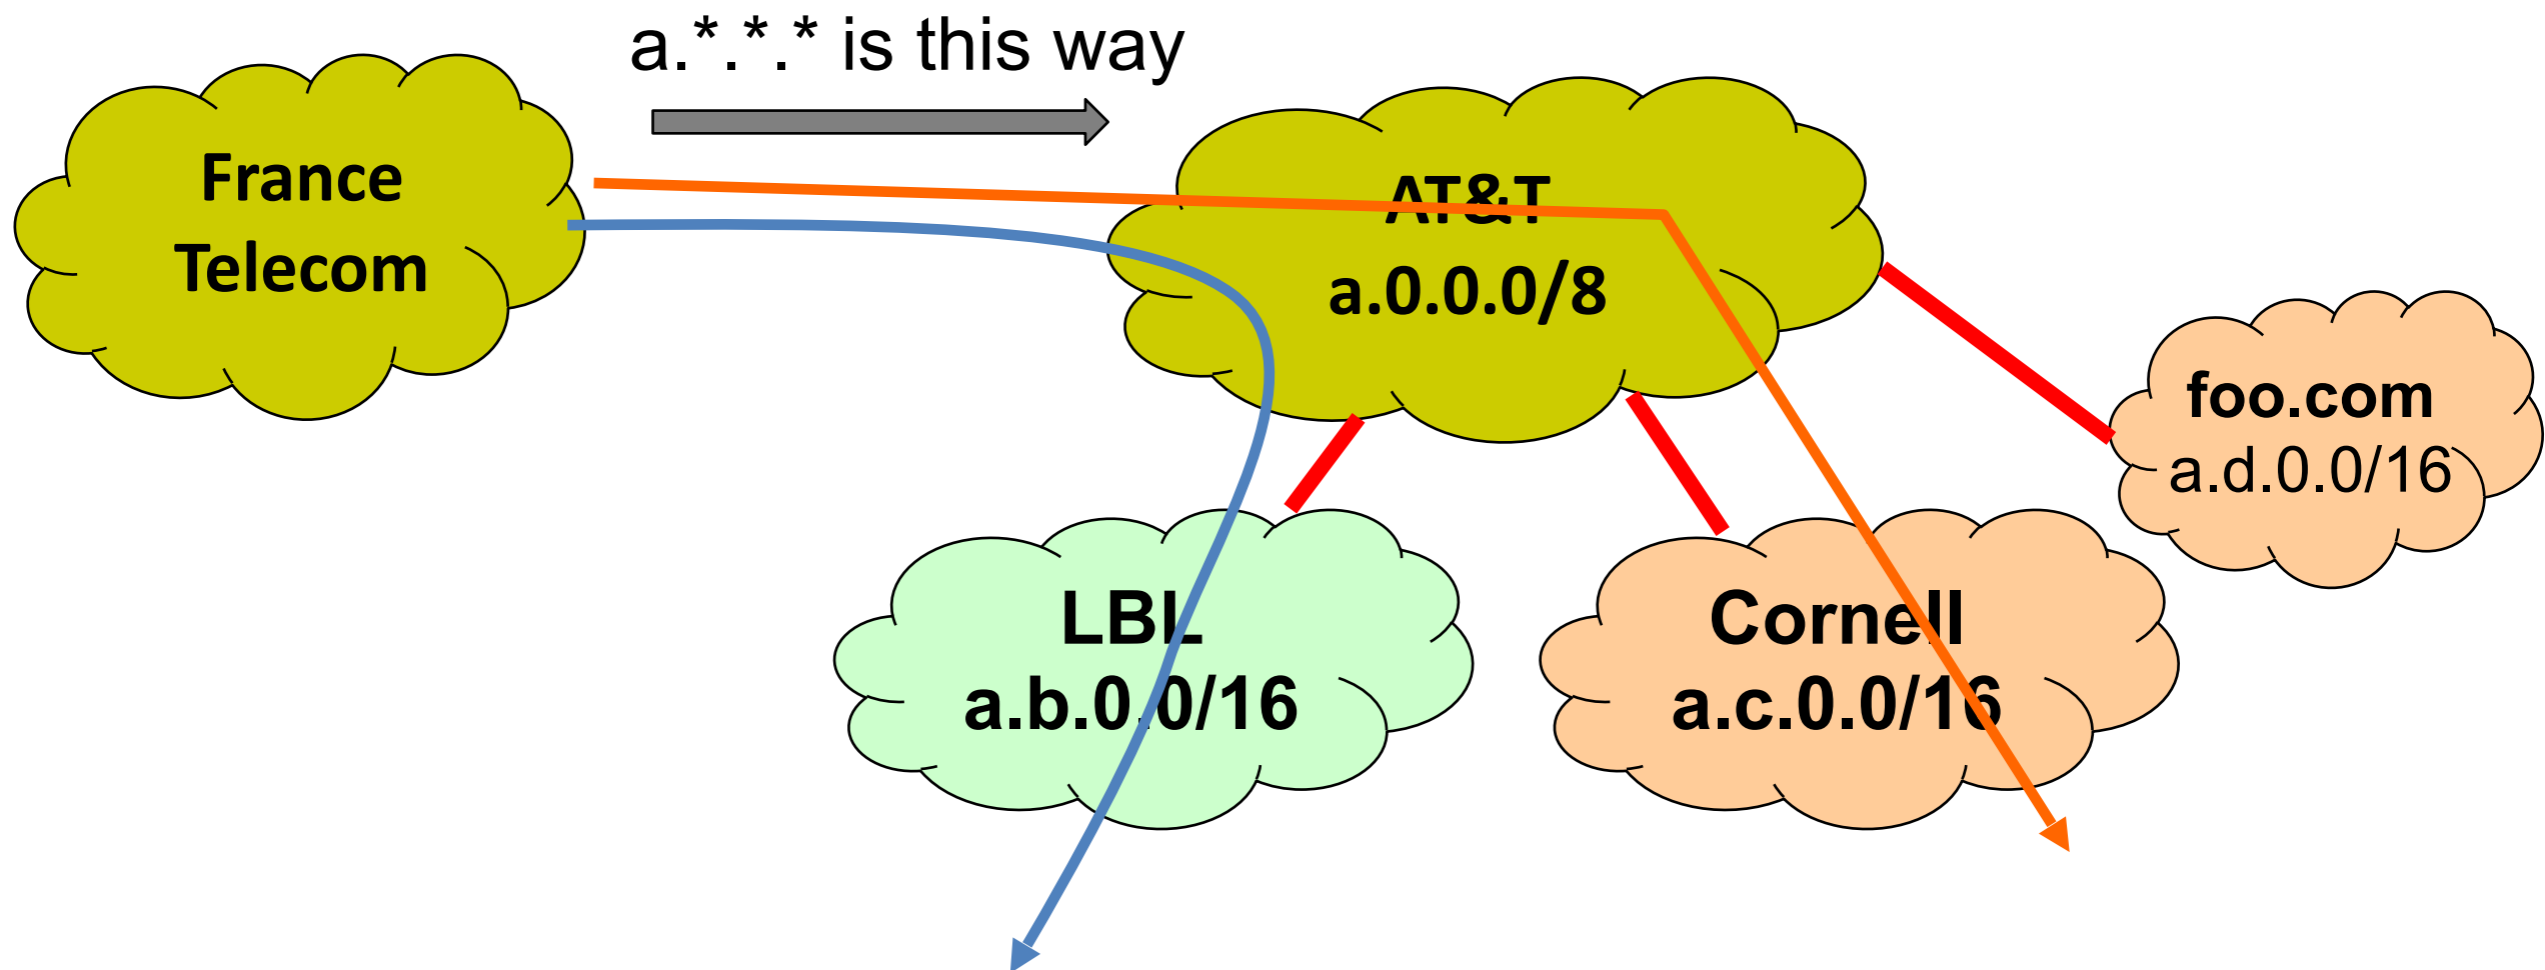 a.*.*.* is this way
France
Telecom
AT&T
a.0.0.0/8
foo.com
a.d.0.0/16
LBL
a.b.0.0/16
Cornell
a.c.0.0/16